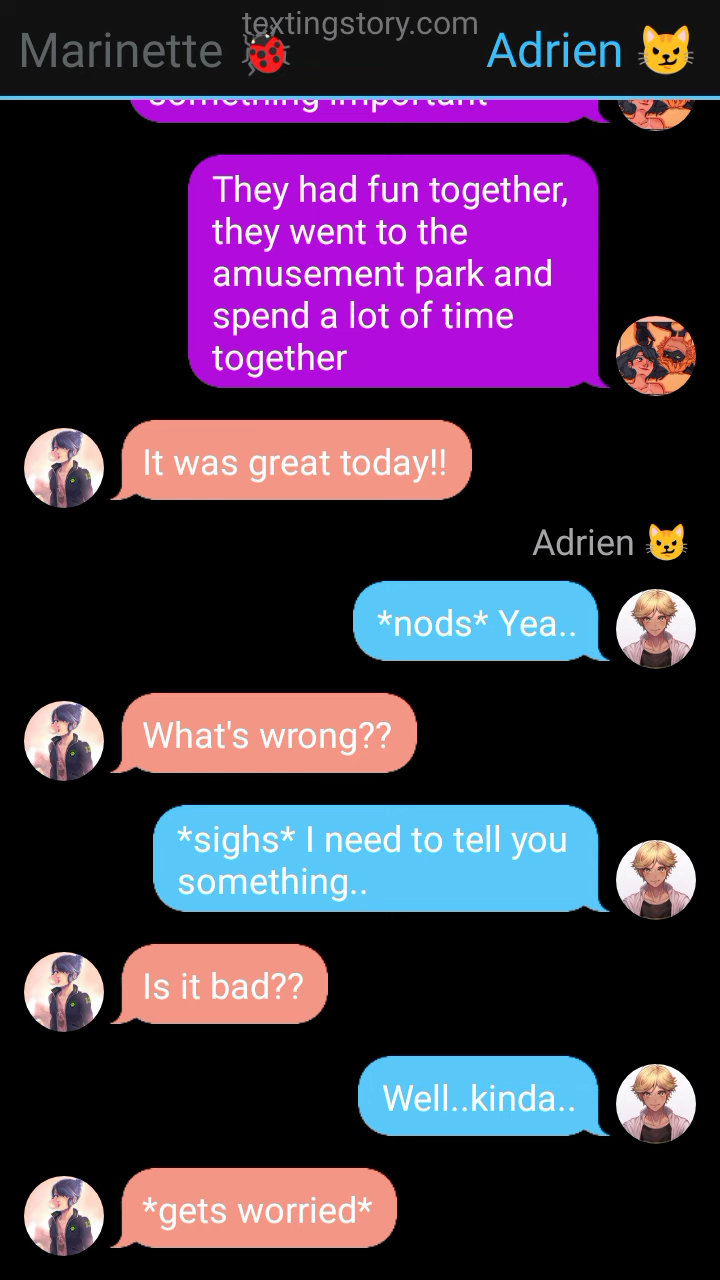 textingstory.com
Marinette 🐞
Adrien 😼
something important
They had fun together,
they went to the
amusement park and
spend a lot of time
together
It was great today!!
Adrien 😼
*nods* Yea..
What's wrong??
*sighs* I need to tell you
something..
Is it bad??
Well..kinda..
*gets worried*